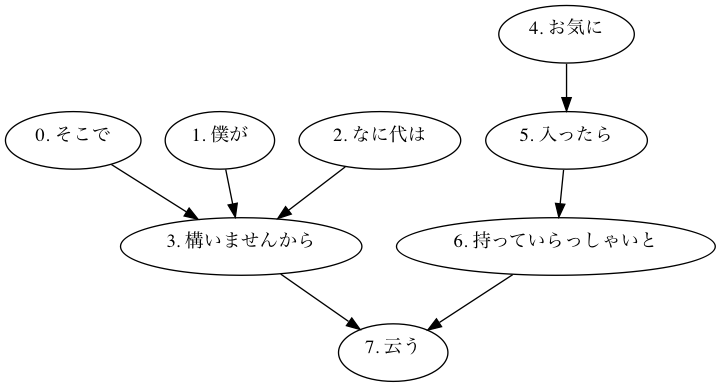 4. お気に
0. そこで
1. 僕が
2. なに代は
5. 入ったら
3. 構いませんから
6. 持っていらっしゃいと
7. 云う